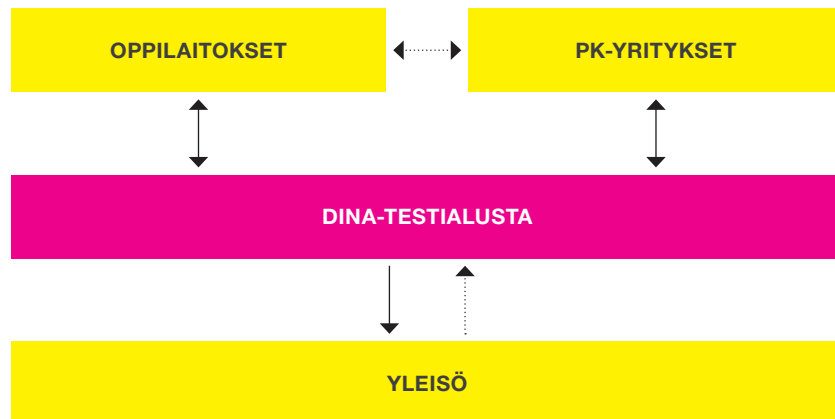 OPPILAITOKSET
PK-YRITYKSET
DINA-TESTIALUSTA
YLEISÖ